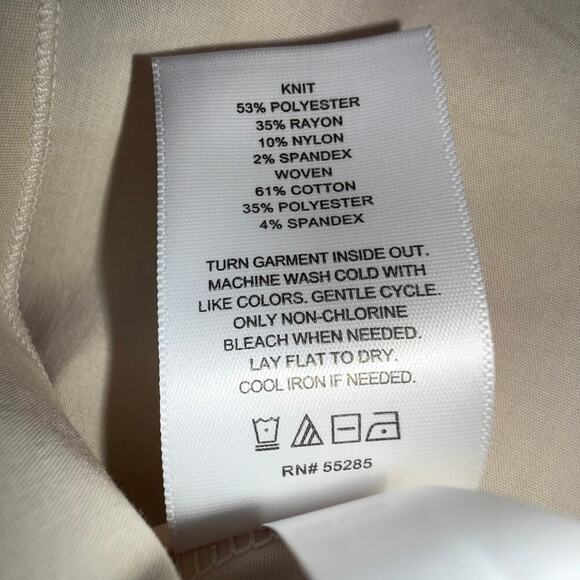 KNIT
53% POLYESTER
35% RAYON
10% NYLON
2% SPANDEX
WOVEN
61% COTTON
35% POLYESTER
4% SPANDEX
TURN GARMENT INSIDE OUT.
MACHINE WASH COLD WITH
LIKE COLORS. GENTLE CYCLE.
ONLY NON-CHLORINE
BLEACH WHEN NEEDED.
LAY FLAT TO DRY.
COOL IRON IF NEEDED.
RN# 55285